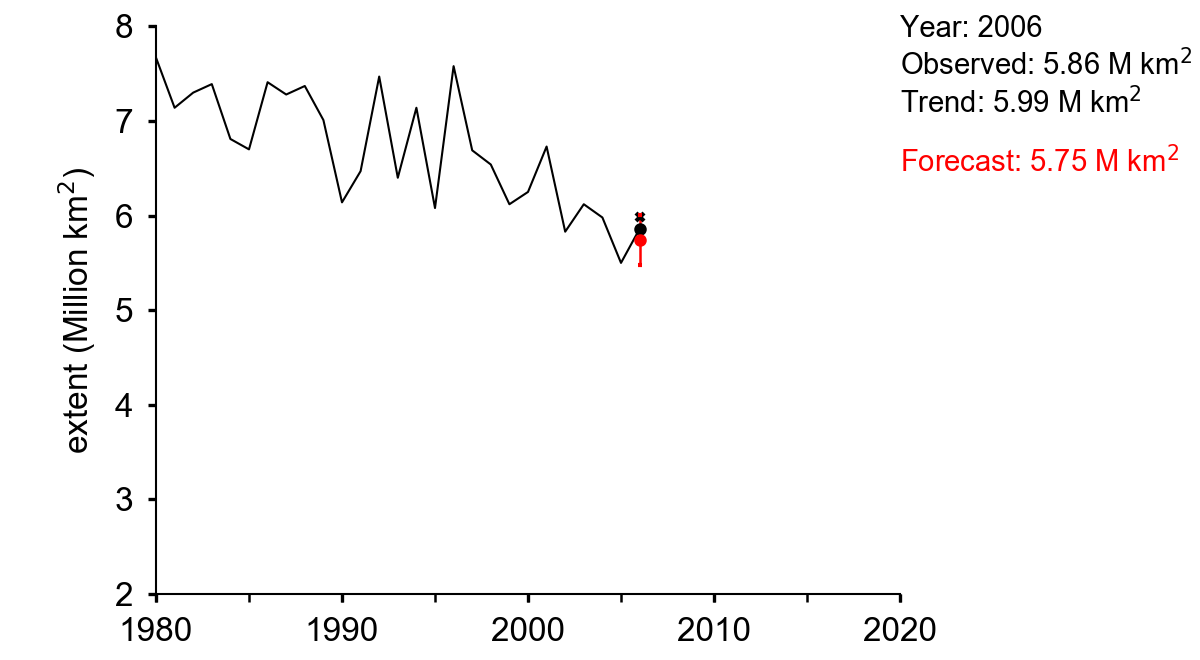 Year: 2006
Observed: 5.86 M km²
Trend: 5.99 M km²
Forecast: 5.75 M km²
extent (Million km²)
8
7
6
5
4
3
2
1980 1990 2000 2010 2020